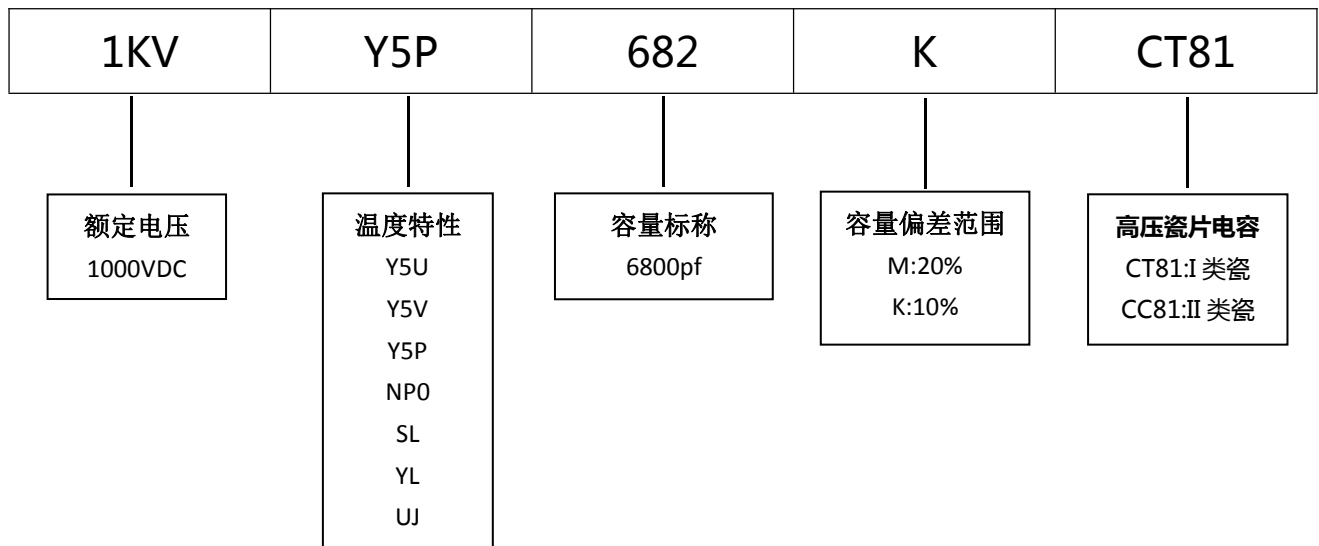 1KV
Y5P
682
K
CT81
额定电压
1000VDC
温度特性
Y5U
Y5V
Y5P
NP0
SL
YL
UJ
容量标称
6800pf
容量偏差范围
M:20%
K:10%
高压瓷片电容
CT81:I 类瓷
CC81:II 类瓷